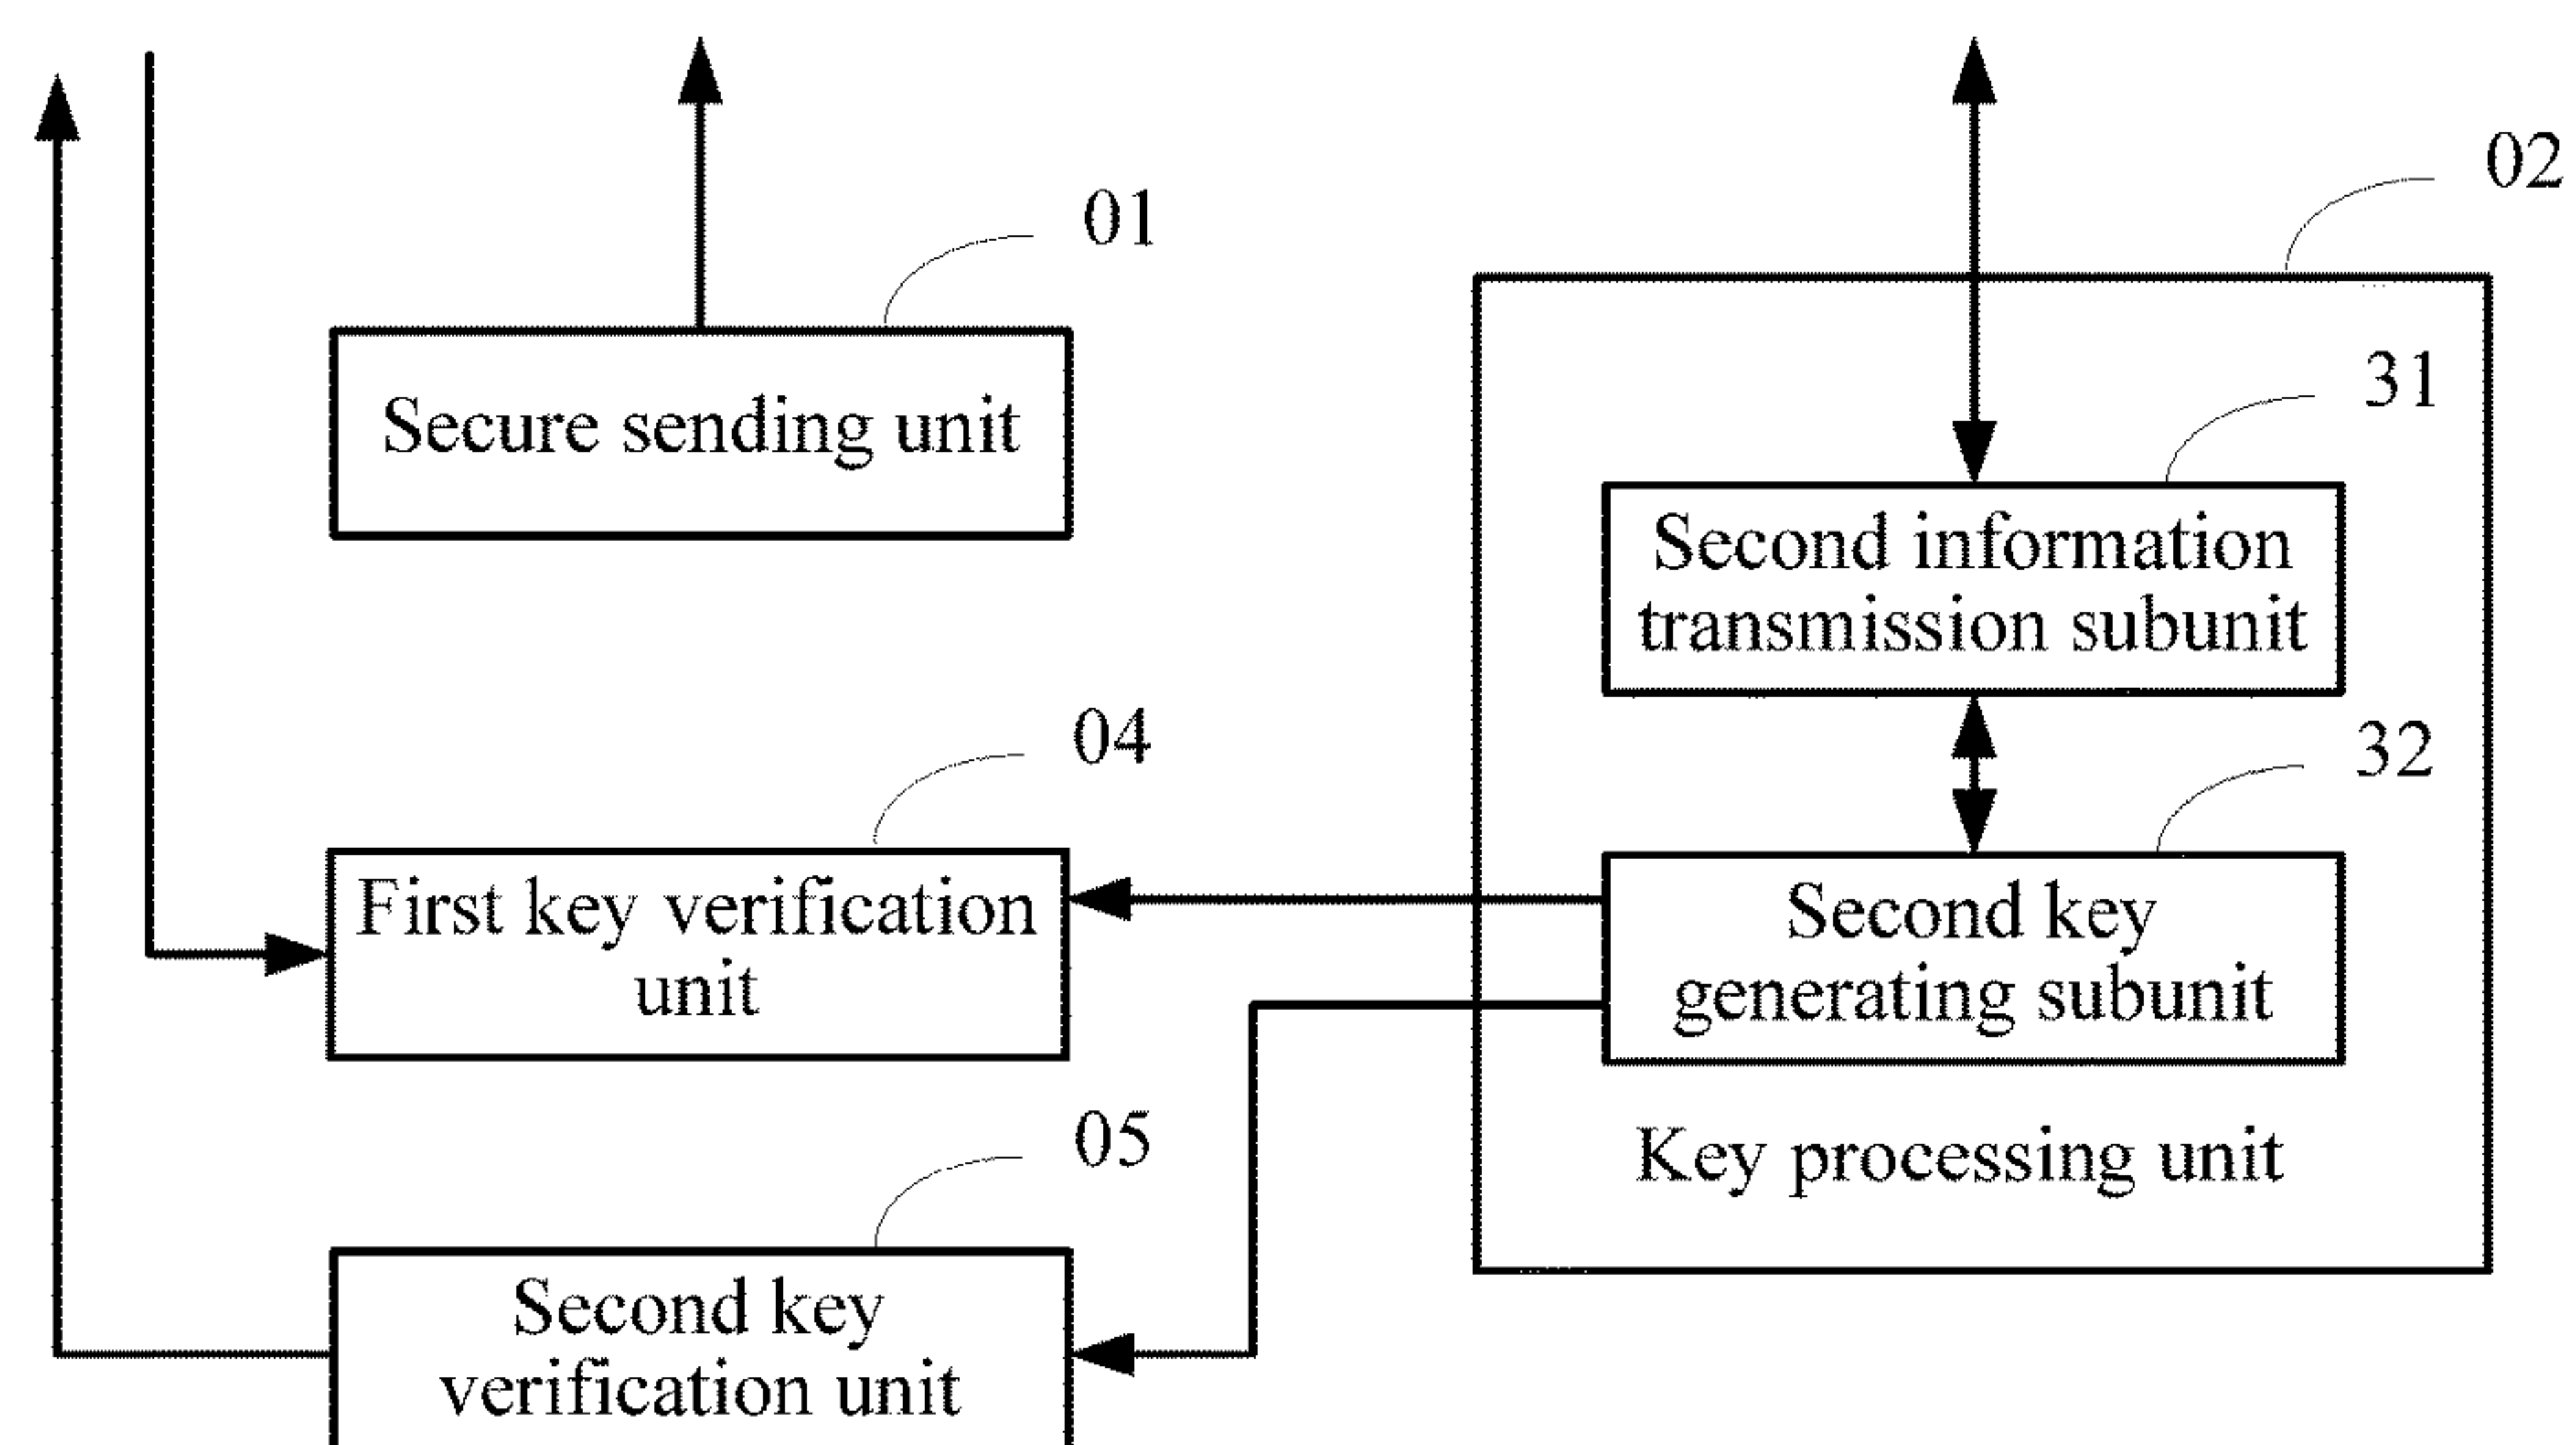 02
01
Secure sending unit
31
Second information
transmission subunit
04
32
First key verification
unit
Second key
generating subunit
05
Key processing unit
Second key
verification unit